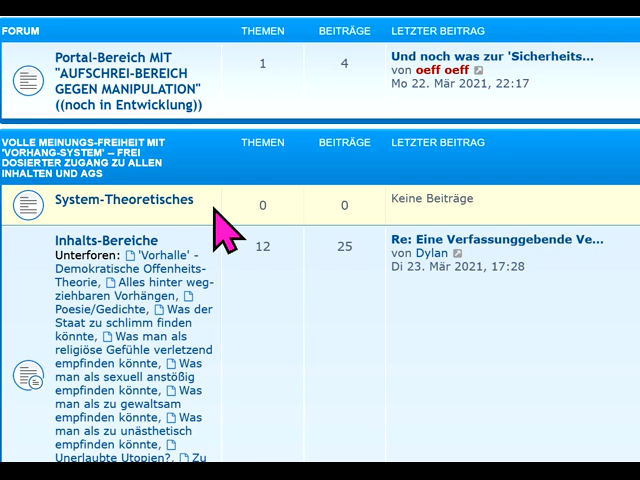 FORUM THEMEN BEITRÄGE LETZTER BEITRAG
Portal-Bereich MIT
"AUFSCHREI-BEREICH
GEGEN MANIPULATION"
((noch in Entwicklung))
1 4
Und noch was zur 'Sicherheits...
von oeff oeff
Mo 22. Mär 2021, 22:17
VOLLE MEINUNGS-FREIHEIT MIT
'VORHANG-SYSTEM' -- FREI
DOSIERTER ZUGANG ZU ALLEN
INHALTEN UND AGS
THEMEN BEITRÄGE LETZTER BEITRAG
System-Theoretisches
0 0 Keine Beiträge
Inhalts-Bereiche
Unterforen: 'Vorhalle' -
Demokratische Offenheits-
Theorie, Alles hinter weg-
ziehbaren Vorhängen,
Poesie/Gedichte, Was der
Staat zu schlimm finden
könnte, Was man als
religiöse Gefühle verletzend
empfinden könnte, Was
man als sexuell anstößig
empfinden könnte, Was
man als zu gewaltsam
empfinden könnte, Was
man als zu unästhetisch
empfinden könnte,
Unerlaubte Utopien?, Zu
12 25
Re: Eine Verfassunggebende Ve...
von Dylan
Di 23. Mär 2021, 17:28